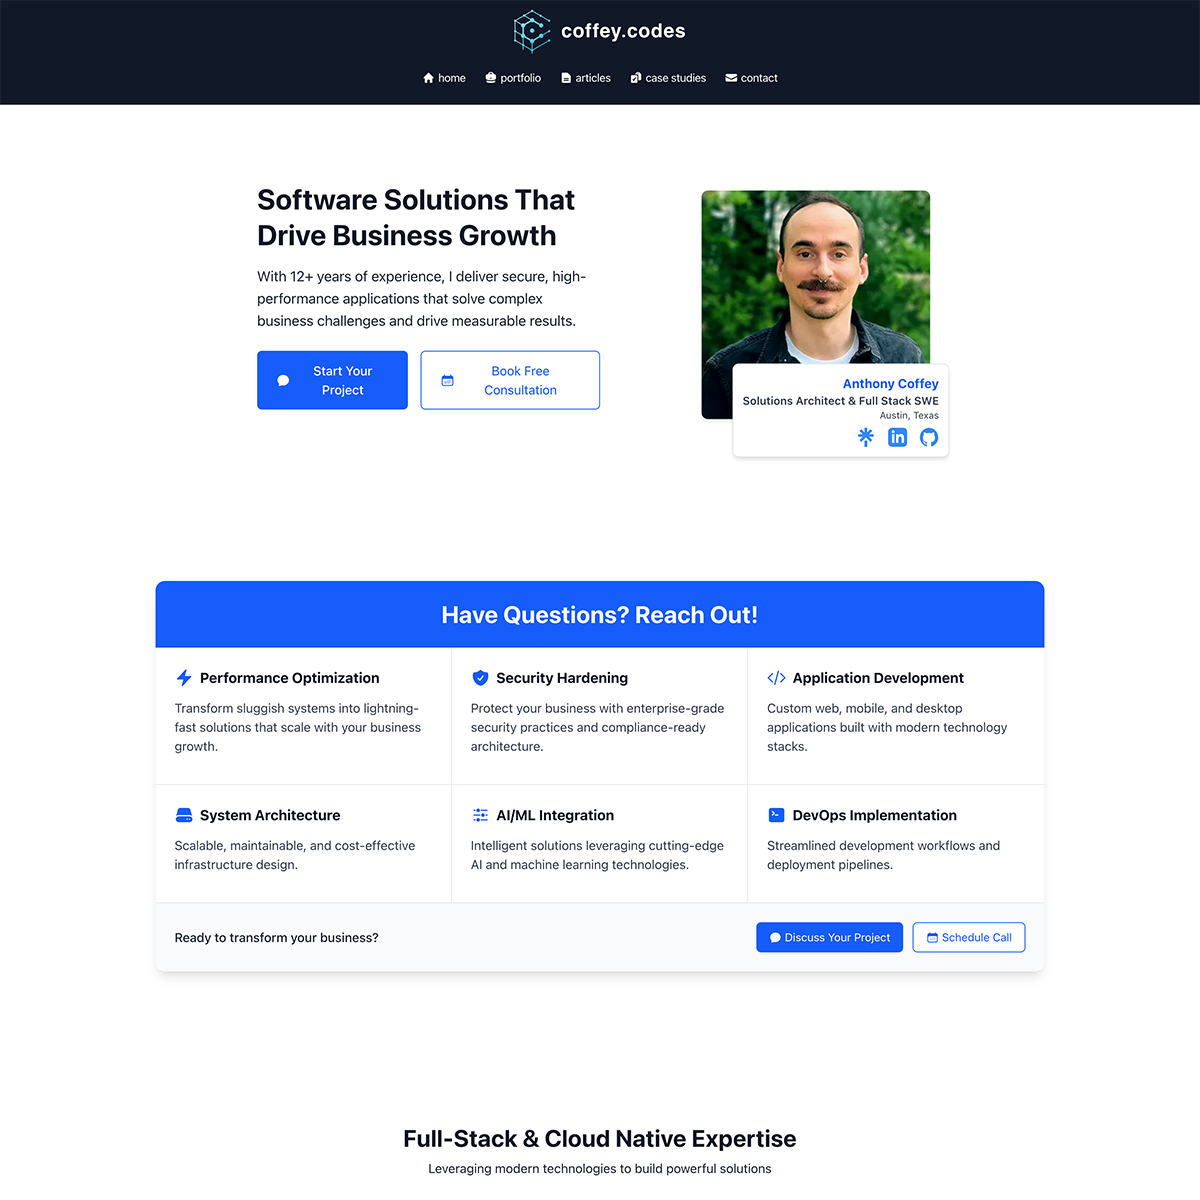 coffey.codes
home portfolio articles case studies contact
Software Solutions That
Drive Business Growth
With 12+ years of experience, I deliver secure, high-
performance applications that solve complex
business challenges and drive measurable results.
Start Your
Project
Book Free
Consultation
Anthony Coffey
Solutions Architect & Full Stack SWE
Austin, Texas
in
Have Questions? Reach Out!
Performance Optimization
Transform sluggish systems into lightning-
fast solutions that scale with your business
growth.
Security Hardening
Protect your business with enterprise-grade
security practices and compliance-ready
architecture.
Application Development
Custom web, mobile, and desktop
applications built with modern technology
stacks.
System Architecture
Scalable, maintainable, and cost-effective
infrastructure design.
AI/ML Integration
Intelligent solutions leveraging cutting-edge
AI and machine learning technologies.
DevOps Implementation
Streamlined development workflows and
deployment pipelines.
Ready to transform your business?
Discuss Your Project
Schedule Call
Full-Stack & Cloud Native Expertise
Leveraging modern technologies to build powerful solutions